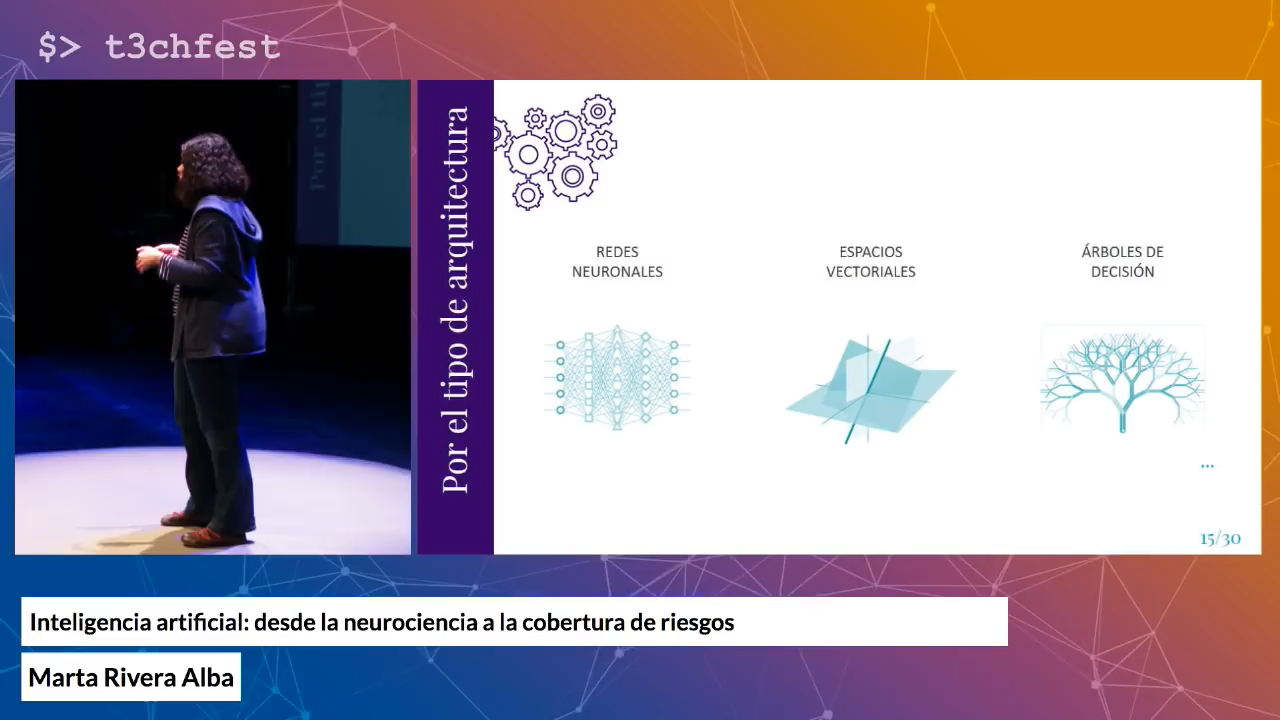 $> t3chfest
Por el tipo de arquitectura
REDES
NEURONALES
ESPACIOS
VECTORIALES
ÁRBOLES DE
DECISIÓN
...
15/30
Inteligencia artificial: desde la neurociencia a la cobertura de riesgos
Marta Rivera Alba